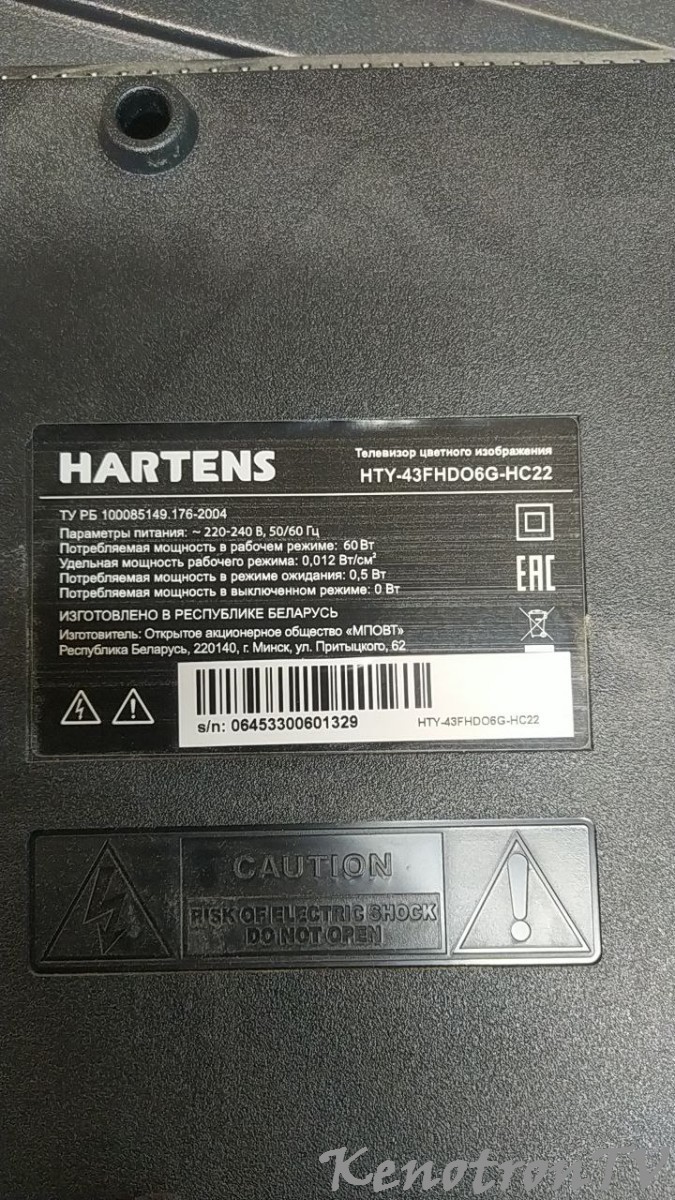 HARTENS
Телевизор цветного изображения
HTY-43FHDO6G-HC22
ТУ РБ 100085149.176-2004
Параметры питания: ~ 220-240 В, 50/60 Гц
Потребляемая мощность в рабочем режиме: 60 Вт
Удельная мощность рабочего режима: 0,012 Вт/см²
Потребляемая мощность в режиме ожидания: 0,5 Вт
Потребляемая мощность в выключенном режиме: 0 Вт
EAC
ИЗГОТОВЛЕНО В РЕСПУБЛИКЕ БЕЛАРУСЬ
Изготовитель: Открытое акционерное общество «МПОВТ»
Республика Беларусь, 220140, г. Минск, ул. Притыцкого, 62
s/n: 06453300601329
HTY-43FHDO6G-HC22
CAUTION
RISK OF ELECTRIC SHOCK
DO NOT OPEN
KenotronTV